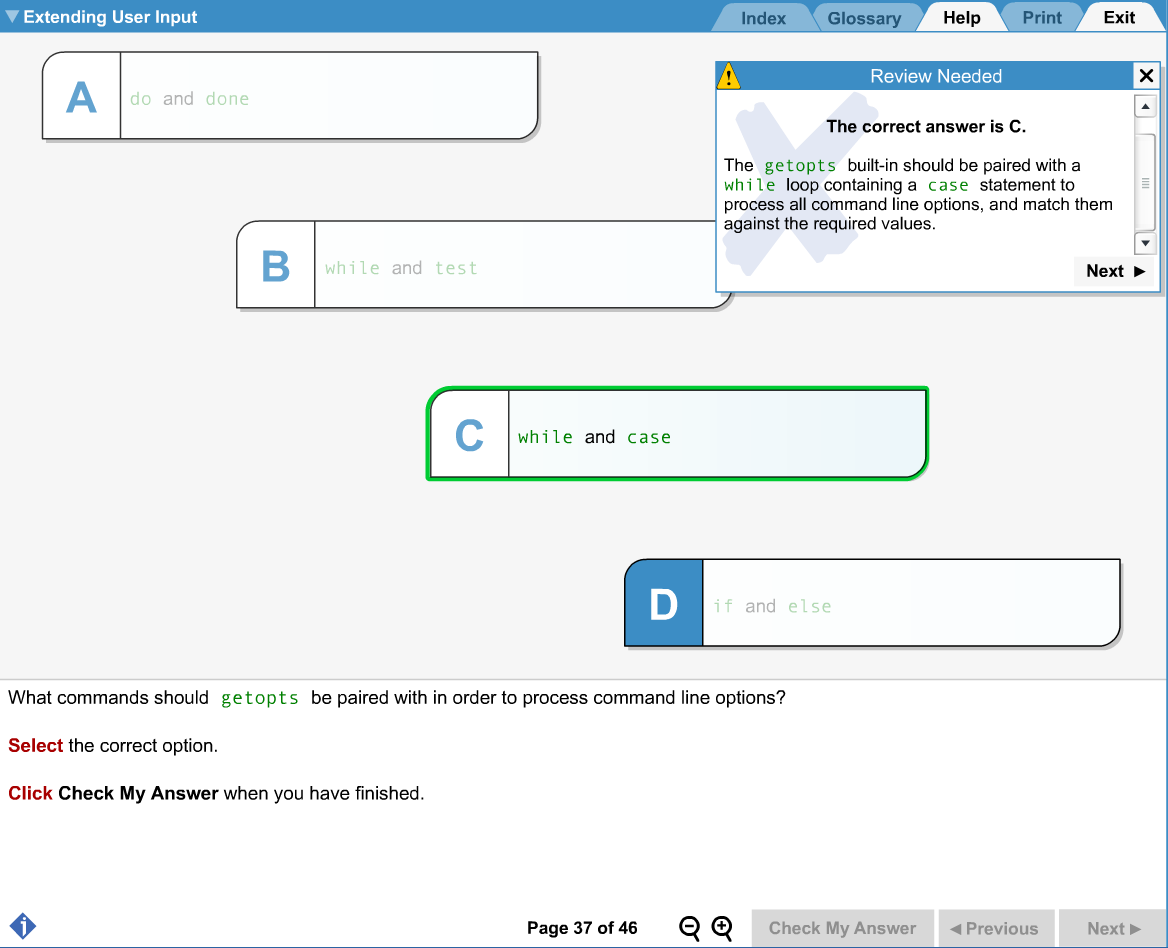 Extending User Input
Index
Glossary
Help
Print
Exit
A
do and done
Review Needed
The correct answer is C.
The getopts built-in should be paired with a
while loop containing a case statement to
process all command line options, and match them
against the required values.
Next ►
B
while and test
C
while and case
D
if and else
What commands should getopts be paired with in order to process command line options?
Select the correct option.
Click Check My Answer when you have finished.
Page 37 of 46
Check My Answer
◄ Previous
Next ►